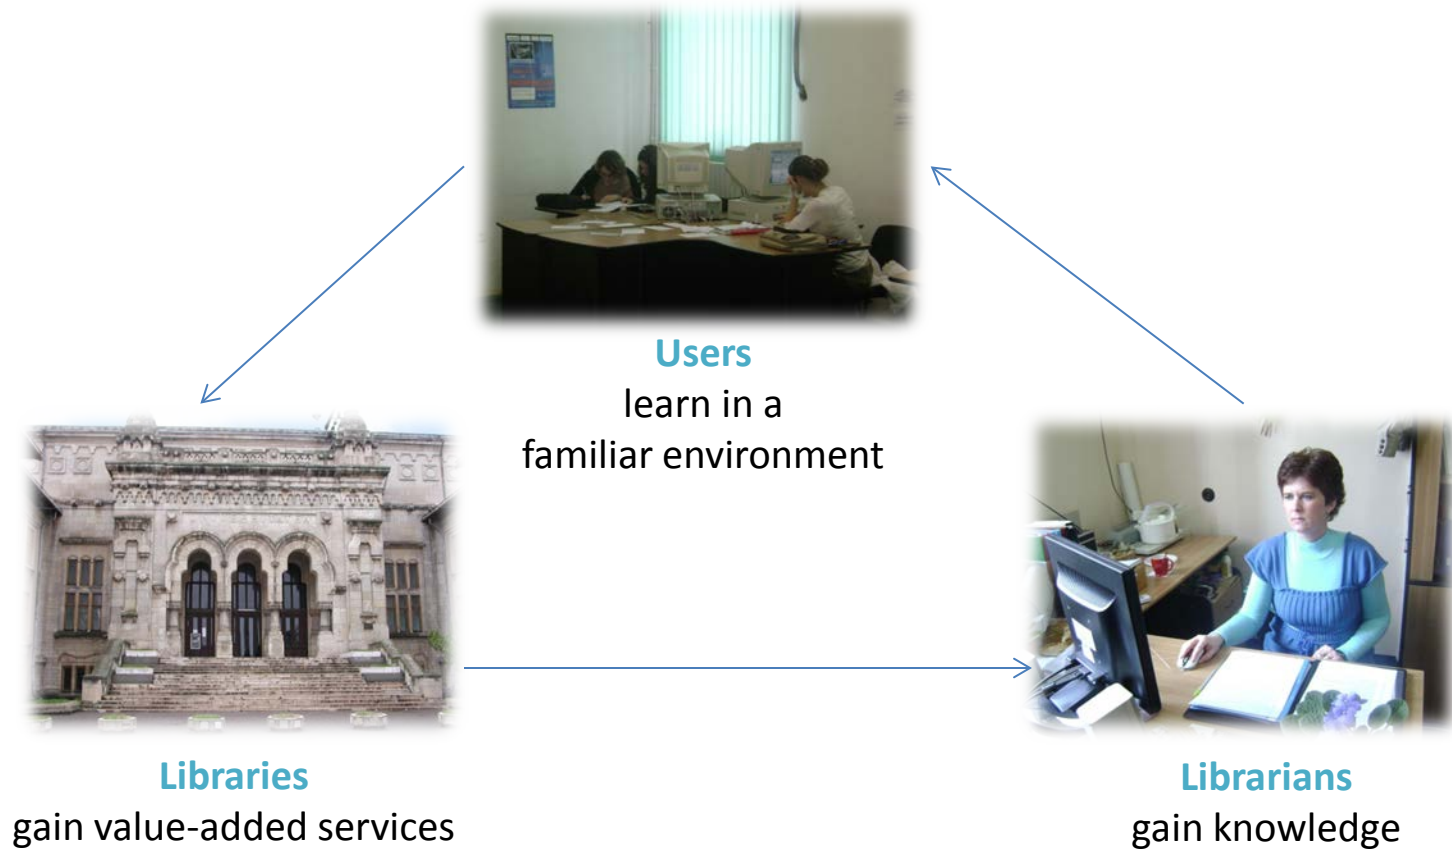 Users
learn in a
familiar environment
Libraries
gain value-added services
Librarians
gain knowledge